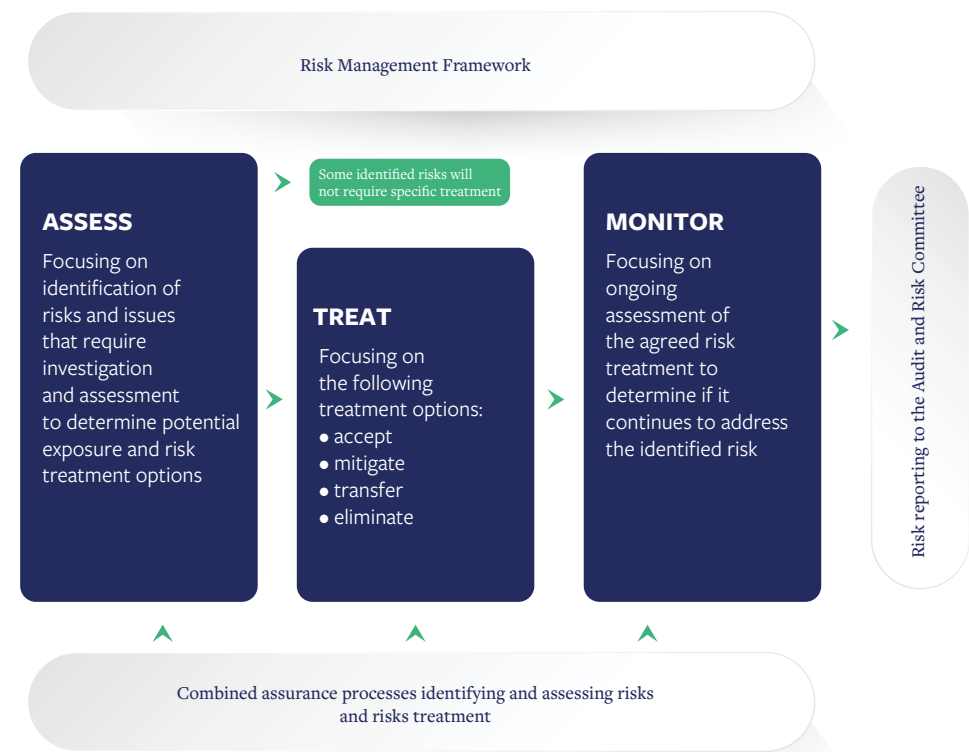 Risk Management Framework
ASSESS
Focusing on
identification of
risks and issues
that require
investigation
and assessment
to determine potential
exposure and risk
treatment options
Some identified risks will
not require specific treatment
TREAT
Focusing on
the following
treatment options:
• accept
• mitigate
• transfer
• eliminate
MONITOR
Focusing on
ongoing
assessment of
the agreed risk
treatment to
determine if it
continues to address
the identified risk
Risk reporting to the Audit and Risk Committee
Combined assurance processes identifying and assessing risks
and risks treatment